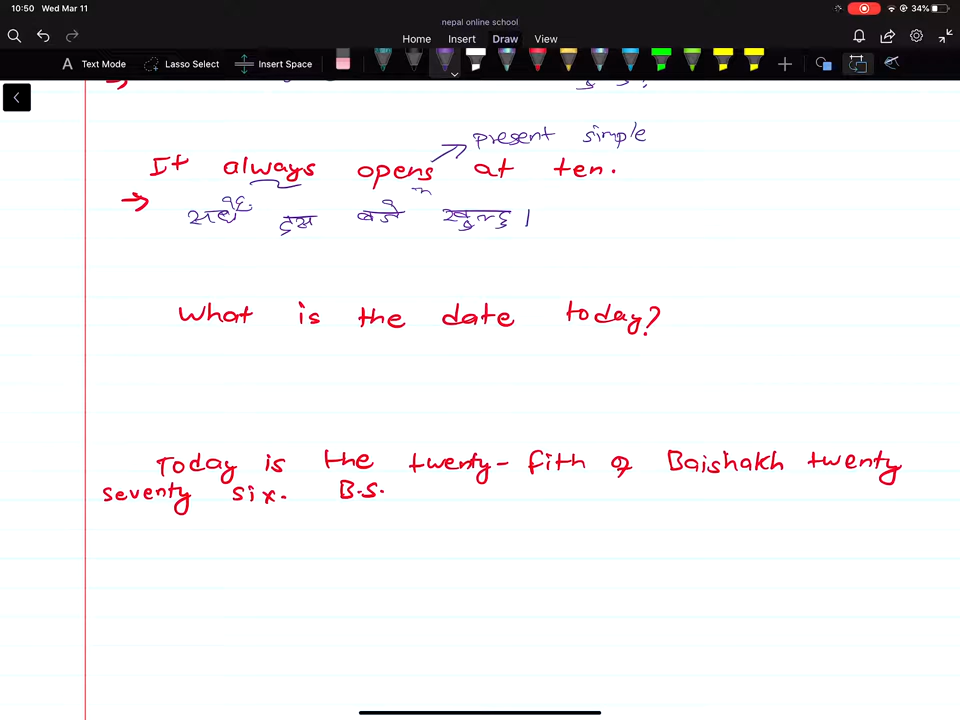 10:50 Wed Mar 11
34%
nepal online school
Home Insert Draw View
Text Mode Lasso Select Insert Space
present simple
It always opens at ten.
दस बजे खुल्छ।
What is the date today?
Today is the twenty-fith of Baishakh twenty
seventy six. B.S.